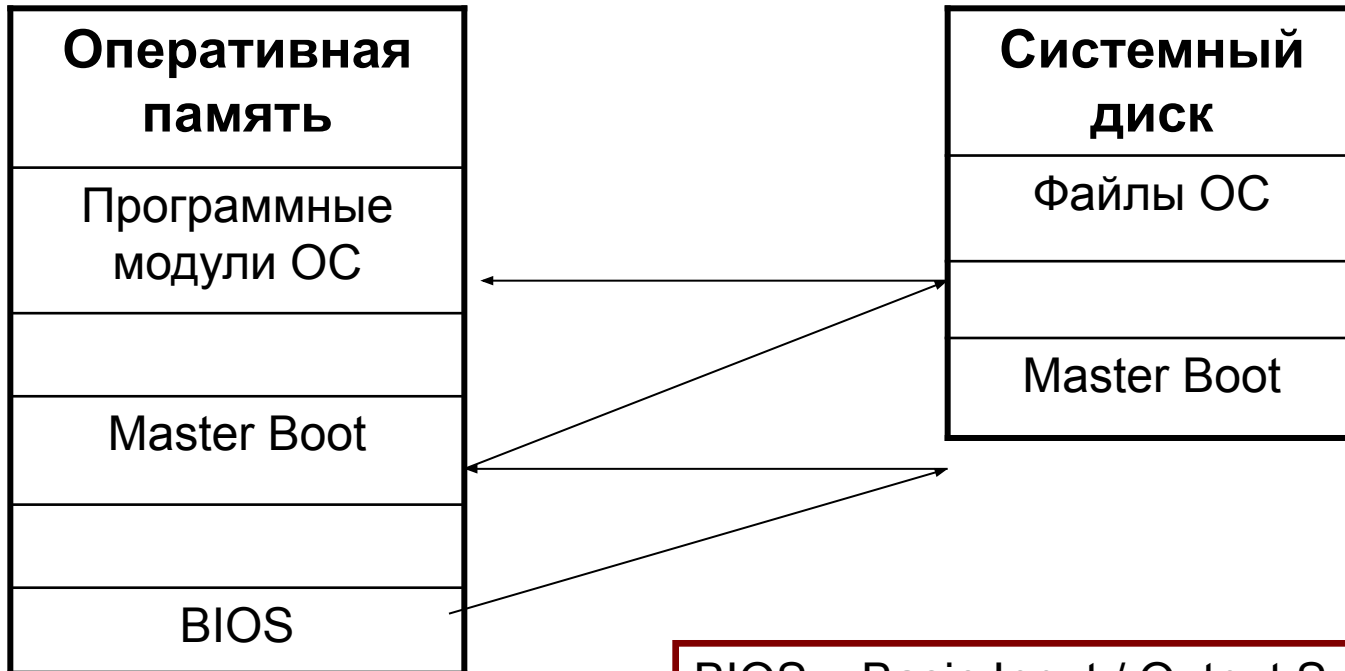 Оперативная
память
Программные
модули ОС
Master Boot
BIOS
Системный
диск
Файлы ОС
Master Boot